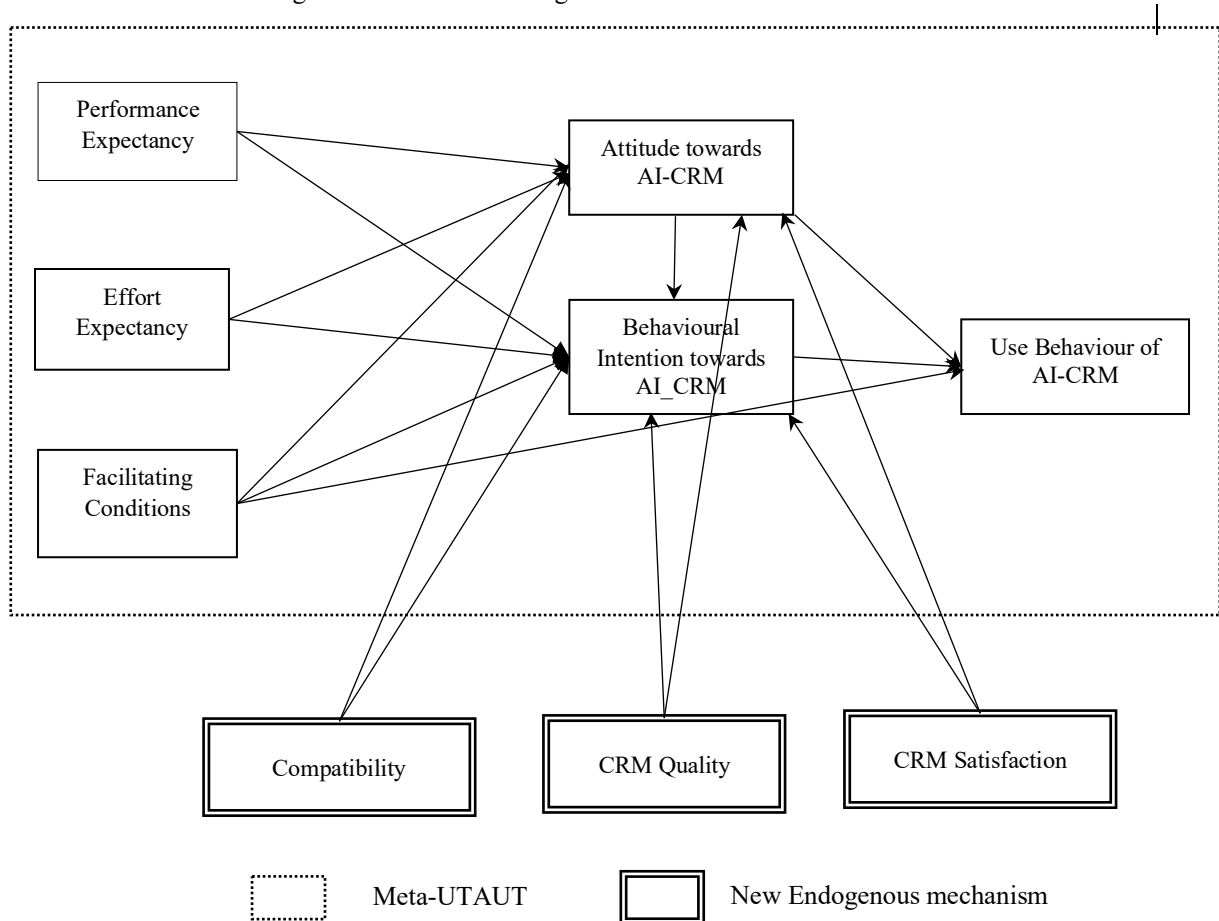 Performance
Expectancy
Attitude towards
AI-CRM
Effort
Expectancy
Behavioural
Intention towards
AI_CRM
Use Behaviour of
AI-CRM
Facilitating
Conditions
Compatibility
CRM Quality
CRM Satisfaction
Meta-UTAUT
New Endogenous mechanism